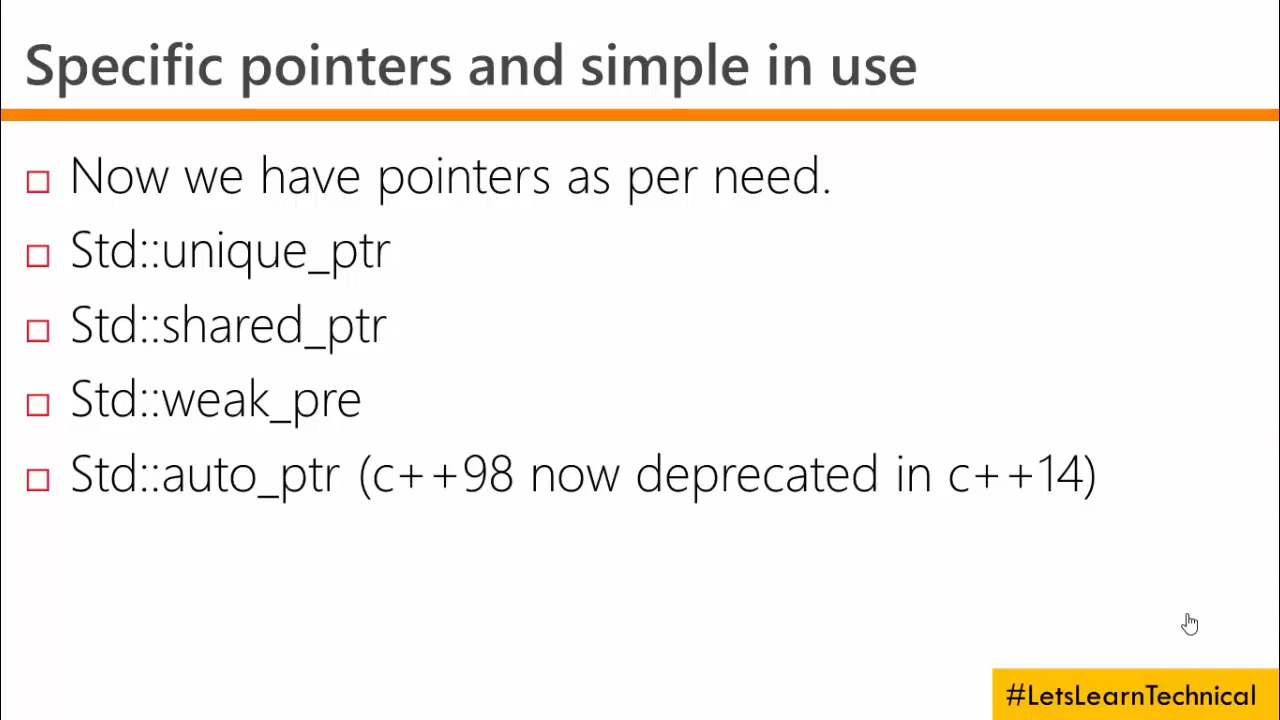 Specific pointers and simple in use
Now we have pointers as per need.
Std::unique_ptr
Std::shared_ptr
Std::weak_pre
Std::auto_ptr (c++98 now deprecated in c++14)
#LetsLearnTechnical